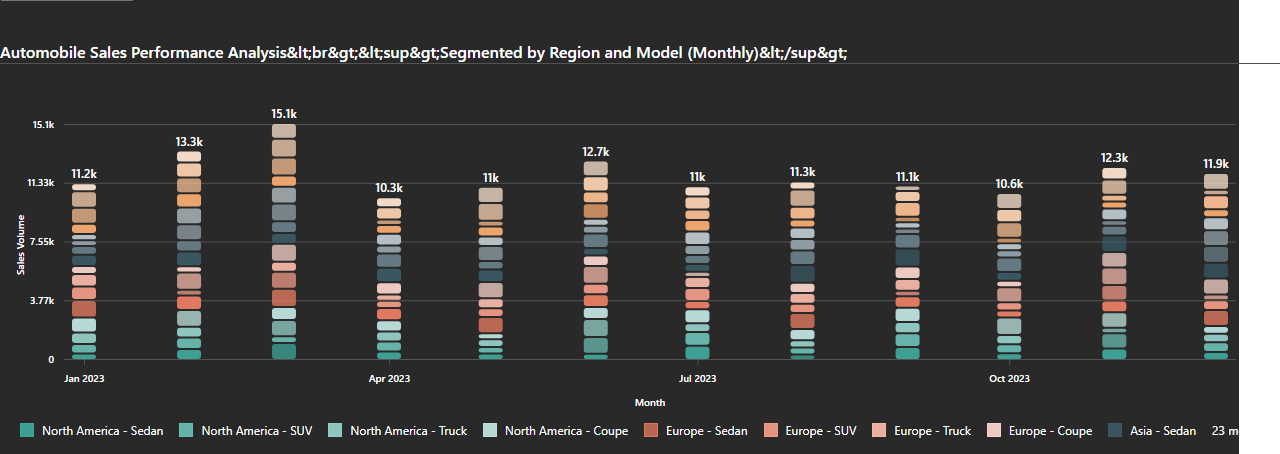 Automobile Sales Performance Analysis&lt;br&gt;&lt;sup&gt;Segmented by Region and Model (Monthly)&lt;/sup&gt;
15.1k
13.3k
12.7k
12.3k
11.9k
11.2k
11k
11k
11.3k
11.1k
10.3k
10.6k
15.1k
11.33k
7.55k
3.77k
0
Sales Volume
Jan 2023 Apr 2023 Jul 2023 Oct 2023
Month
North America - Sedan North America - SUV North America - Truck North America - Coupe Europe - Sedan Europe - SUV Europe - Truck Europe - Coupe Asia - Sedan 23 m